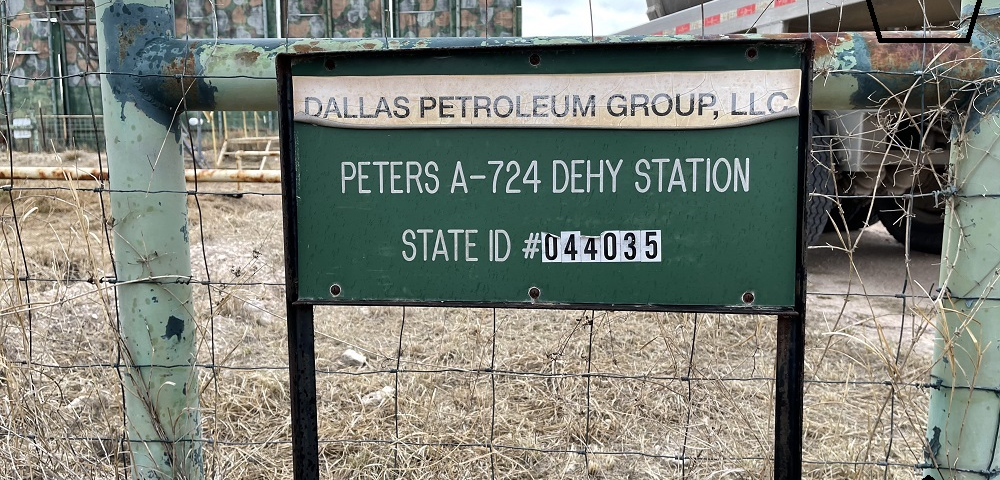 DALLAS PETROLEUM GROUP, LLC
PETERS A-724 DEHY STATION
STATE ID #044035